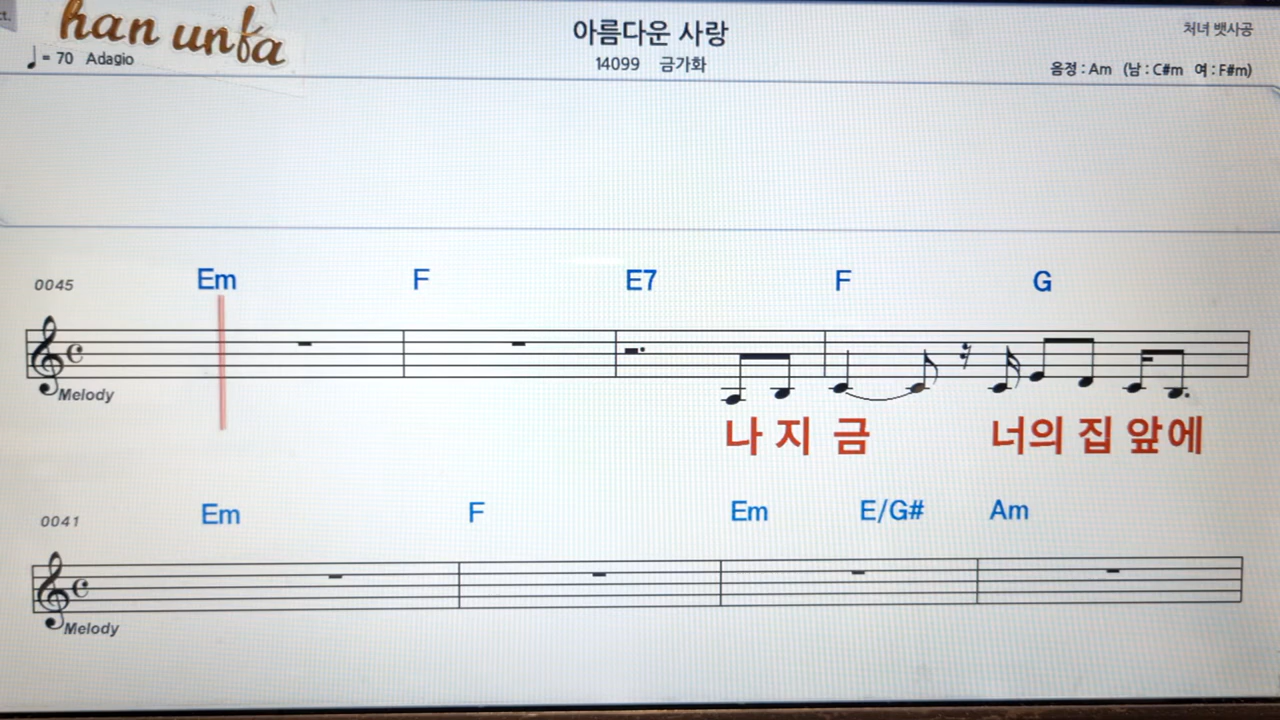 han unfa
아름다운 사랑
처녀 뱃사공
♩= 70 Adagio
14099 금가화
음정 : Am (남 : C#m 여 : F#m)
0045 Em F E7 F G
Melody
나 지 금 너의 집 앞에
0041 Em F Em E/G# Am
Melody